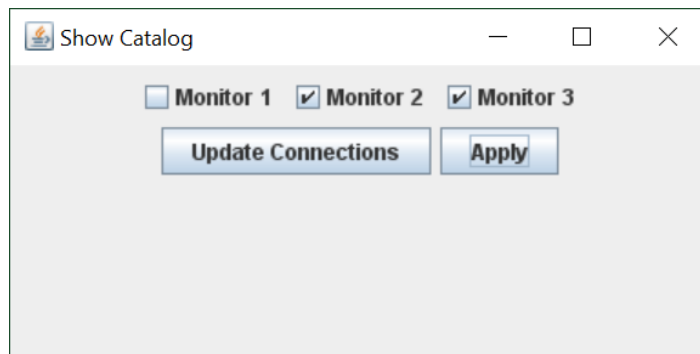 Show Catalog
Monitor 1 Monitor 2 Monitor 3
Update Connections Apply